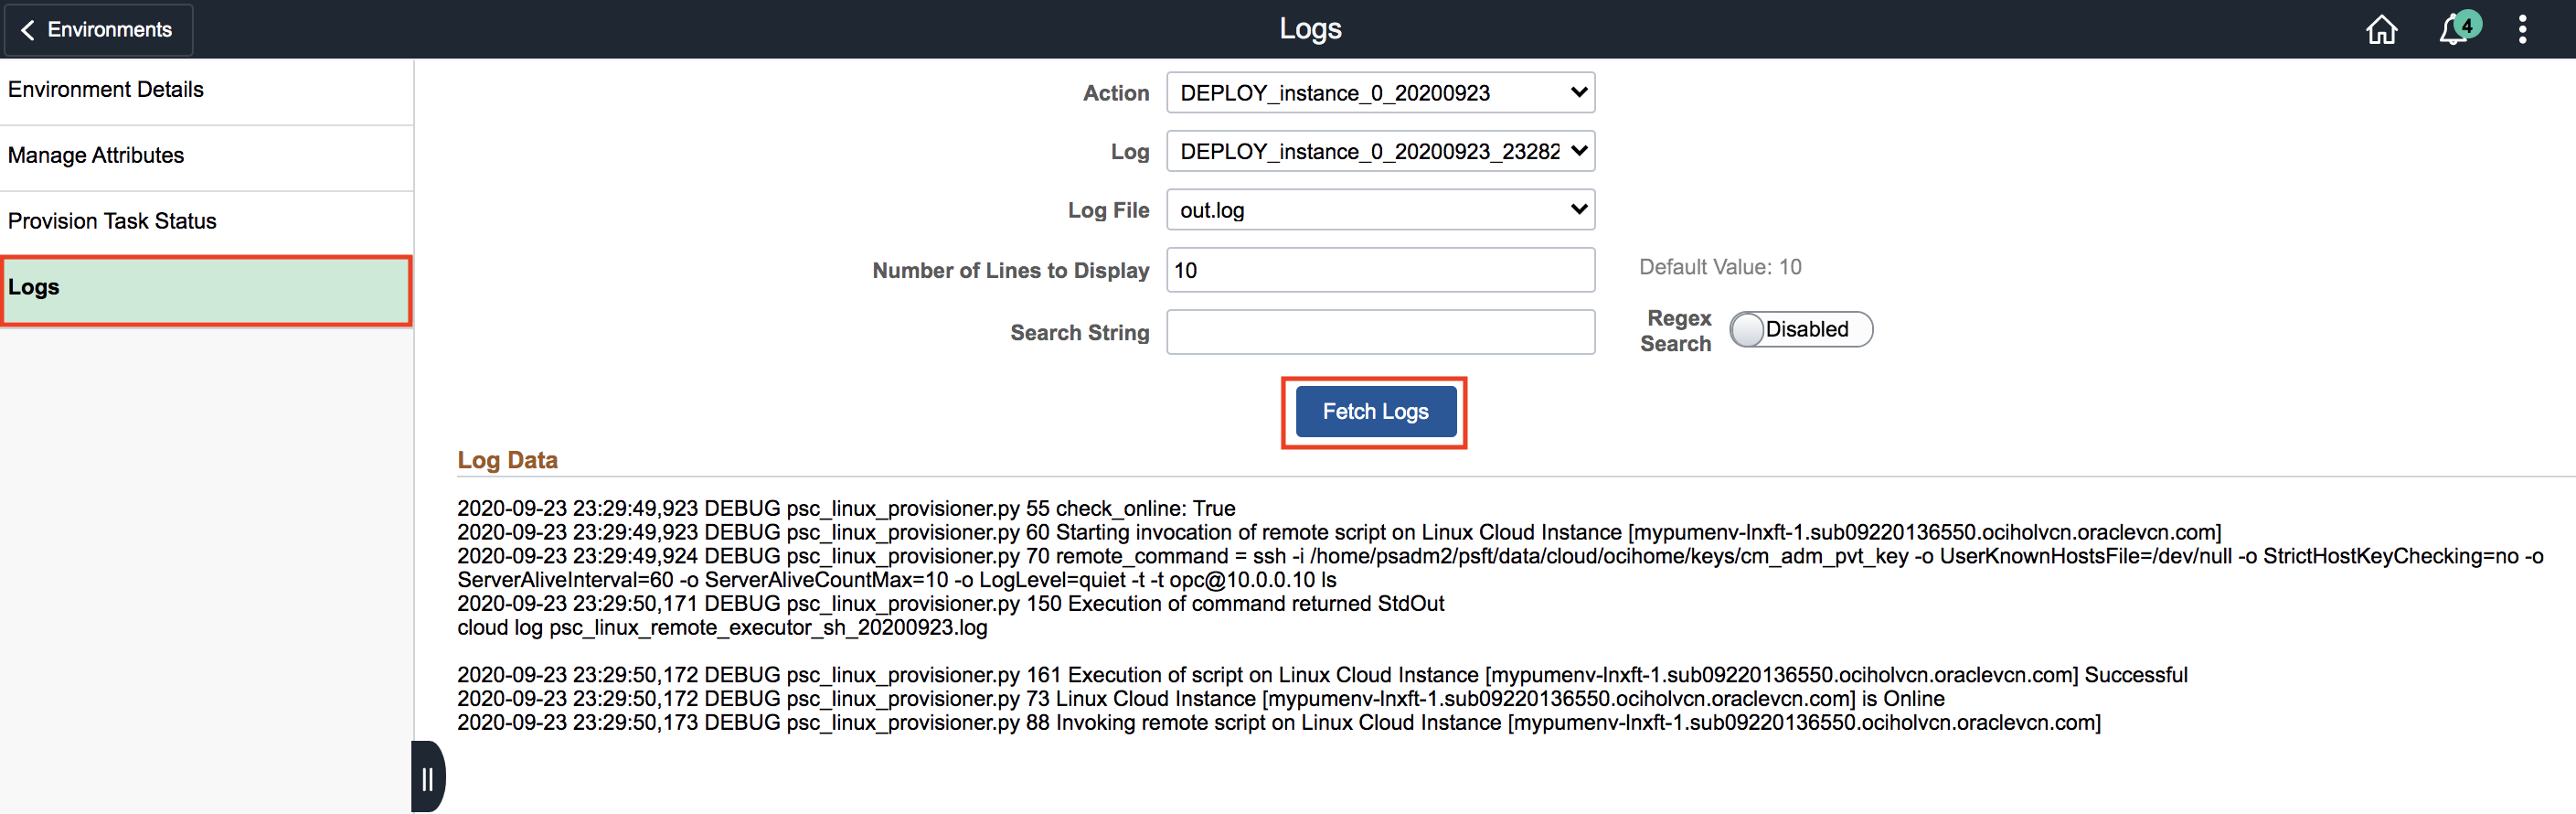 Environments
Logs
4
Environment Details
Manage Attributes
Provision Task Status
Logs
Action DEPLOY_instance_0_20200923
Log DEPLOY_instance_0_20200923_23282
Log File out.log
Number of Lines to Display 10 Default Value: 10
Search String Regex Search Disabled
Fetch Logs
Log Data
2020-09-23 23:29:49,923 DEBUG psc_linux_provisioner.py 55 check_online: True
2020-09-23 23:29:49,923 DEBUG psc_linux_provisioner.py 60 Starting invocation of remote script on Linux Cloud Instance [mypumenv-lnxft-1.sub09220136550.ociholvcn.oraclevcn.com]
2020-09-23 23:29:49,924 DEBUG psc_linux_provisioner.py 70 remote_command = ssh -i /home/psadm2/psft/data/cloud/ocihome/keys/cm_adm_pvt_key -o UserKnownHostsFile=/dev/null -o StrictHostKeyChecking=no -o
ServerAliveInterval=60 -o ServerAliveCountMax=10 -o LogLevel=quiet -t -t opc@10.0.0.10 ls
2020-09-23 23:29:50,171 DEBUG psc_linux_provisioner.py 150 Execution of command returned StdOut
cloud log psc_linux_remote_executor_sh_20200923.log
2020-09-23 23:29:50,172 DEBUG psc_linux_provisioner.py 161 Execution of script on Linux Cloud Instance [mypumenv-lnxft-1.sub09220136550.ociholvcn.oraclevcn.com] Successful
2020-09-23 23:29:50,172 DEBUG psc_linux_provisioner.py 73 Linux Cloud Instance [mypumenv-lnxft-1.sub09220136550.ociholvcn.oraclevcn.com] is Online
2020-09-23 23:29:50,173 DEBUG psc_linux_provisioner.py 88 Invoking remote script on Linux Cloud Instance [mypumenv-lnxft-1.sub09220136550.ociholvcn.oraclevcn.com]